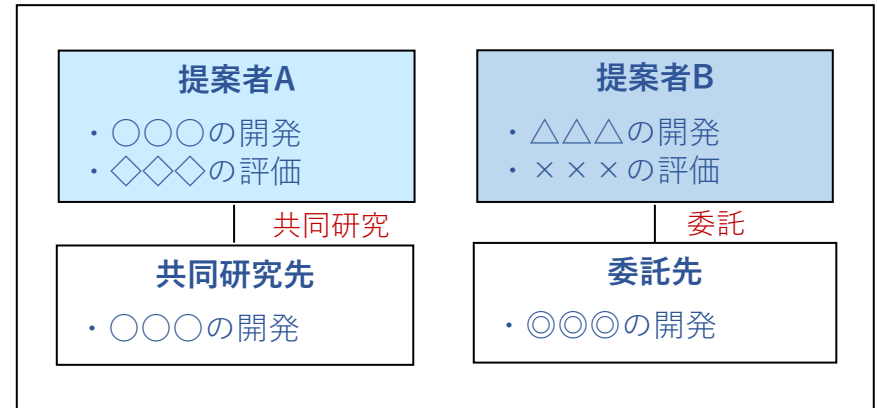 提案者A
・○○○の開発
・◇◇◇の評価
共同研究
共同研究先
・○○○の開発
提案者B
・△△△の開発
・×××の評価
委託
委託先
・◎◎◎の開発